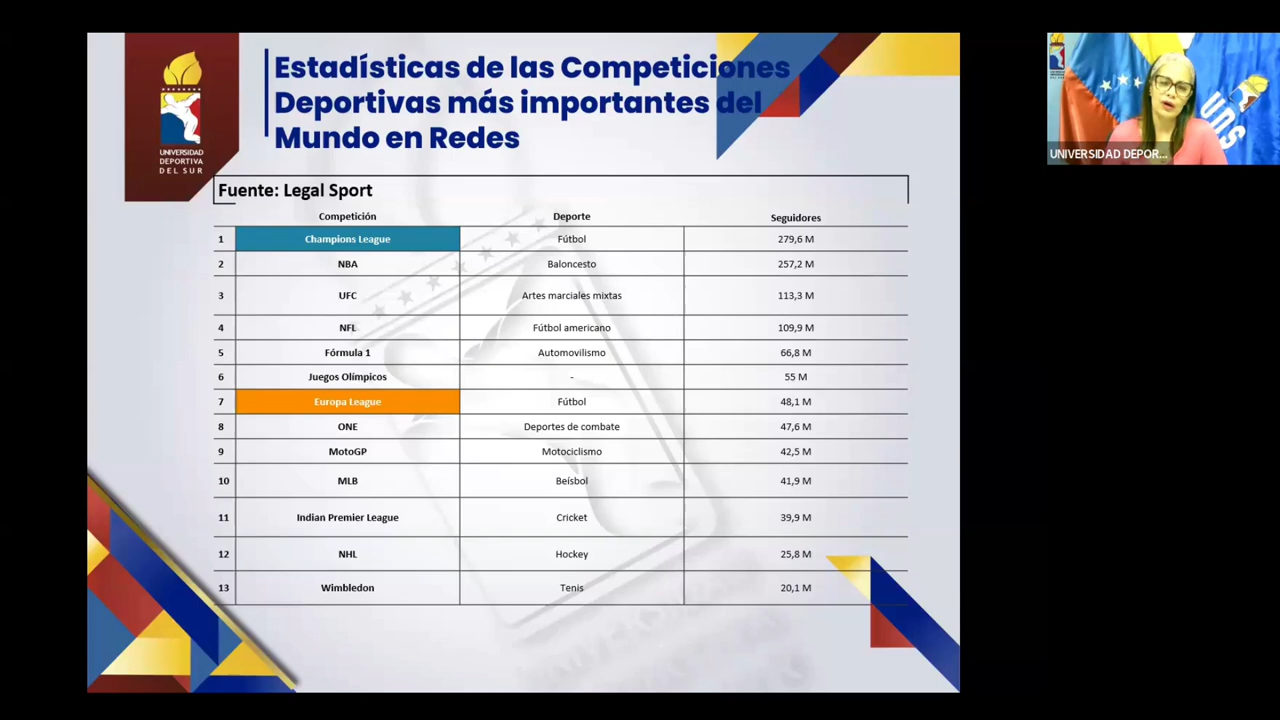 Estadísticas de las Competiciones
Deportivas más importantes del
Mundo en Redes
UNIVERSIDAD
DEPORTIVA
DEL SUR
Fuente: Legal Sport
Competición Deporte Seguidores
1 Champions League Fútbol 279,6 M
2 NBA Baloncesto 257,2 M
3 UFC Artes marciales mixtas 113,3 M
4 NFL Fútbol americano 109,9 M
5 Fórmula 1 Automovilismo 66,8 M
6 Juegos Olímpicos - 55 M
7 Europa League Fútbol 48,1 M
8 ONE Deportes de combate 47,6 M
9 MotoGP Motociclismo 42,5 M
10 MLB Beísbol 41,9 M
11 Indian Premier League Cricket 39,9 M
12 NHL Hockey 25,8 M
13 Wimbledon Tenis 20,1 M
UNS
UNIVERSIDAD DEPOR...